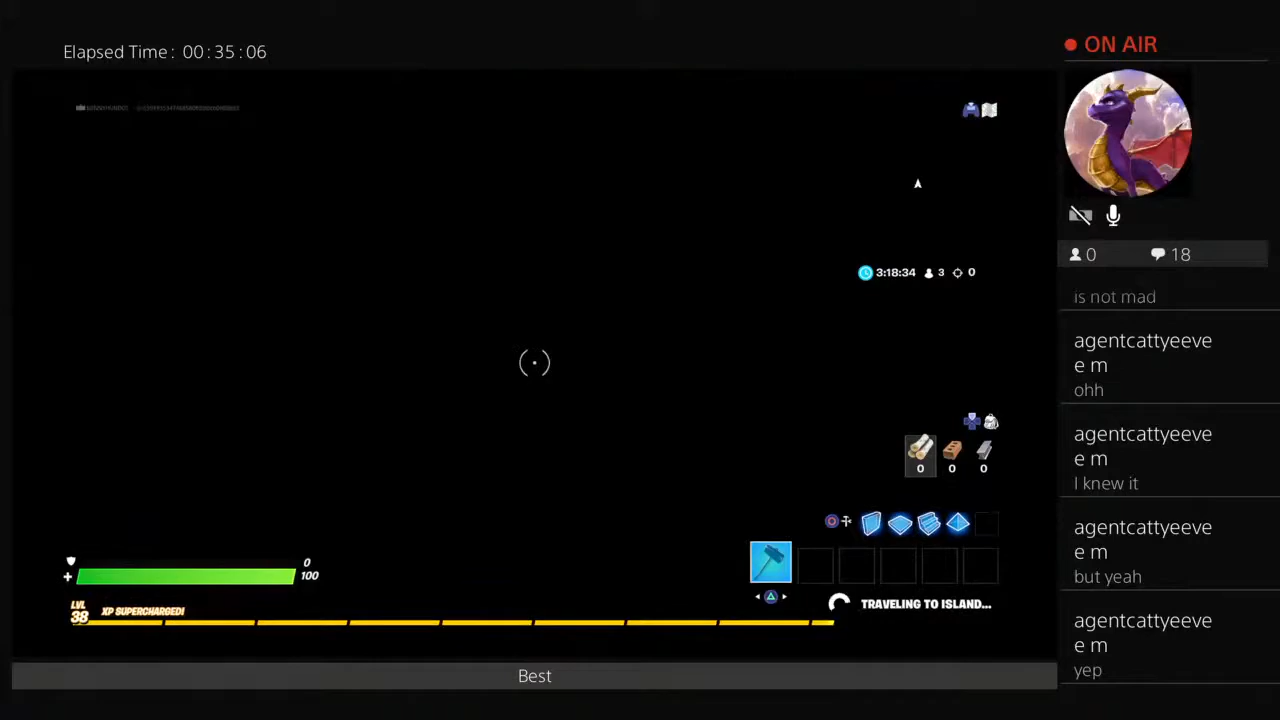 Elapsed Time: 00:35:06
ON AIR
0 18
3:18:34 3 0
is not mad
agentcattyeeve
e m
ohh
agentcattyeeve
e m
I knew it
agentcattyeeve
e m
but yeah
agentcattyeeve
e m
yep
0 0 0
0
100
LVL
38 XP SUPERCHARGED!
TRAVELING TO ISLAND...
Best